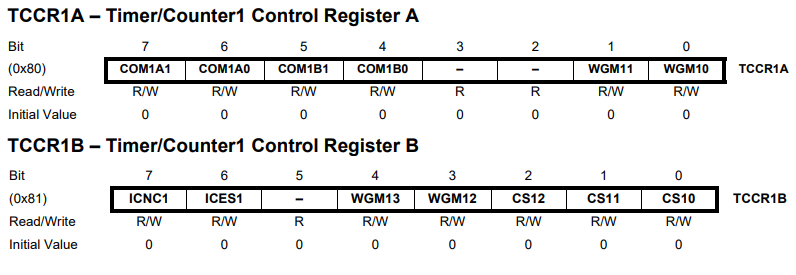 TCCR1A – Timer/Counter1 Control Register A
Bit 7 6 5 4 3 2 1 0
(0x80) COM1A1 COM1A0 COM1B1 COM1B0 – – WGM11 WGM10 TCCR1A
Read/Write R/W R/W R/W R/W R R R/W R/W
Initial Value 0 0 0 0 0 0 0 0
TCCR1B – Timer/Counter1 Control Register B
Bit 7 6 5 4 3 2 1 0
(0x81) ICNC1 ICES1 – WGM13 WGM12 CS12 CS11 CS10 TCCR1B
Read/Write R/W R/W R R/W R/W R/W R/W R/W
Initial Value 0 0 0 0 0 0 0 0